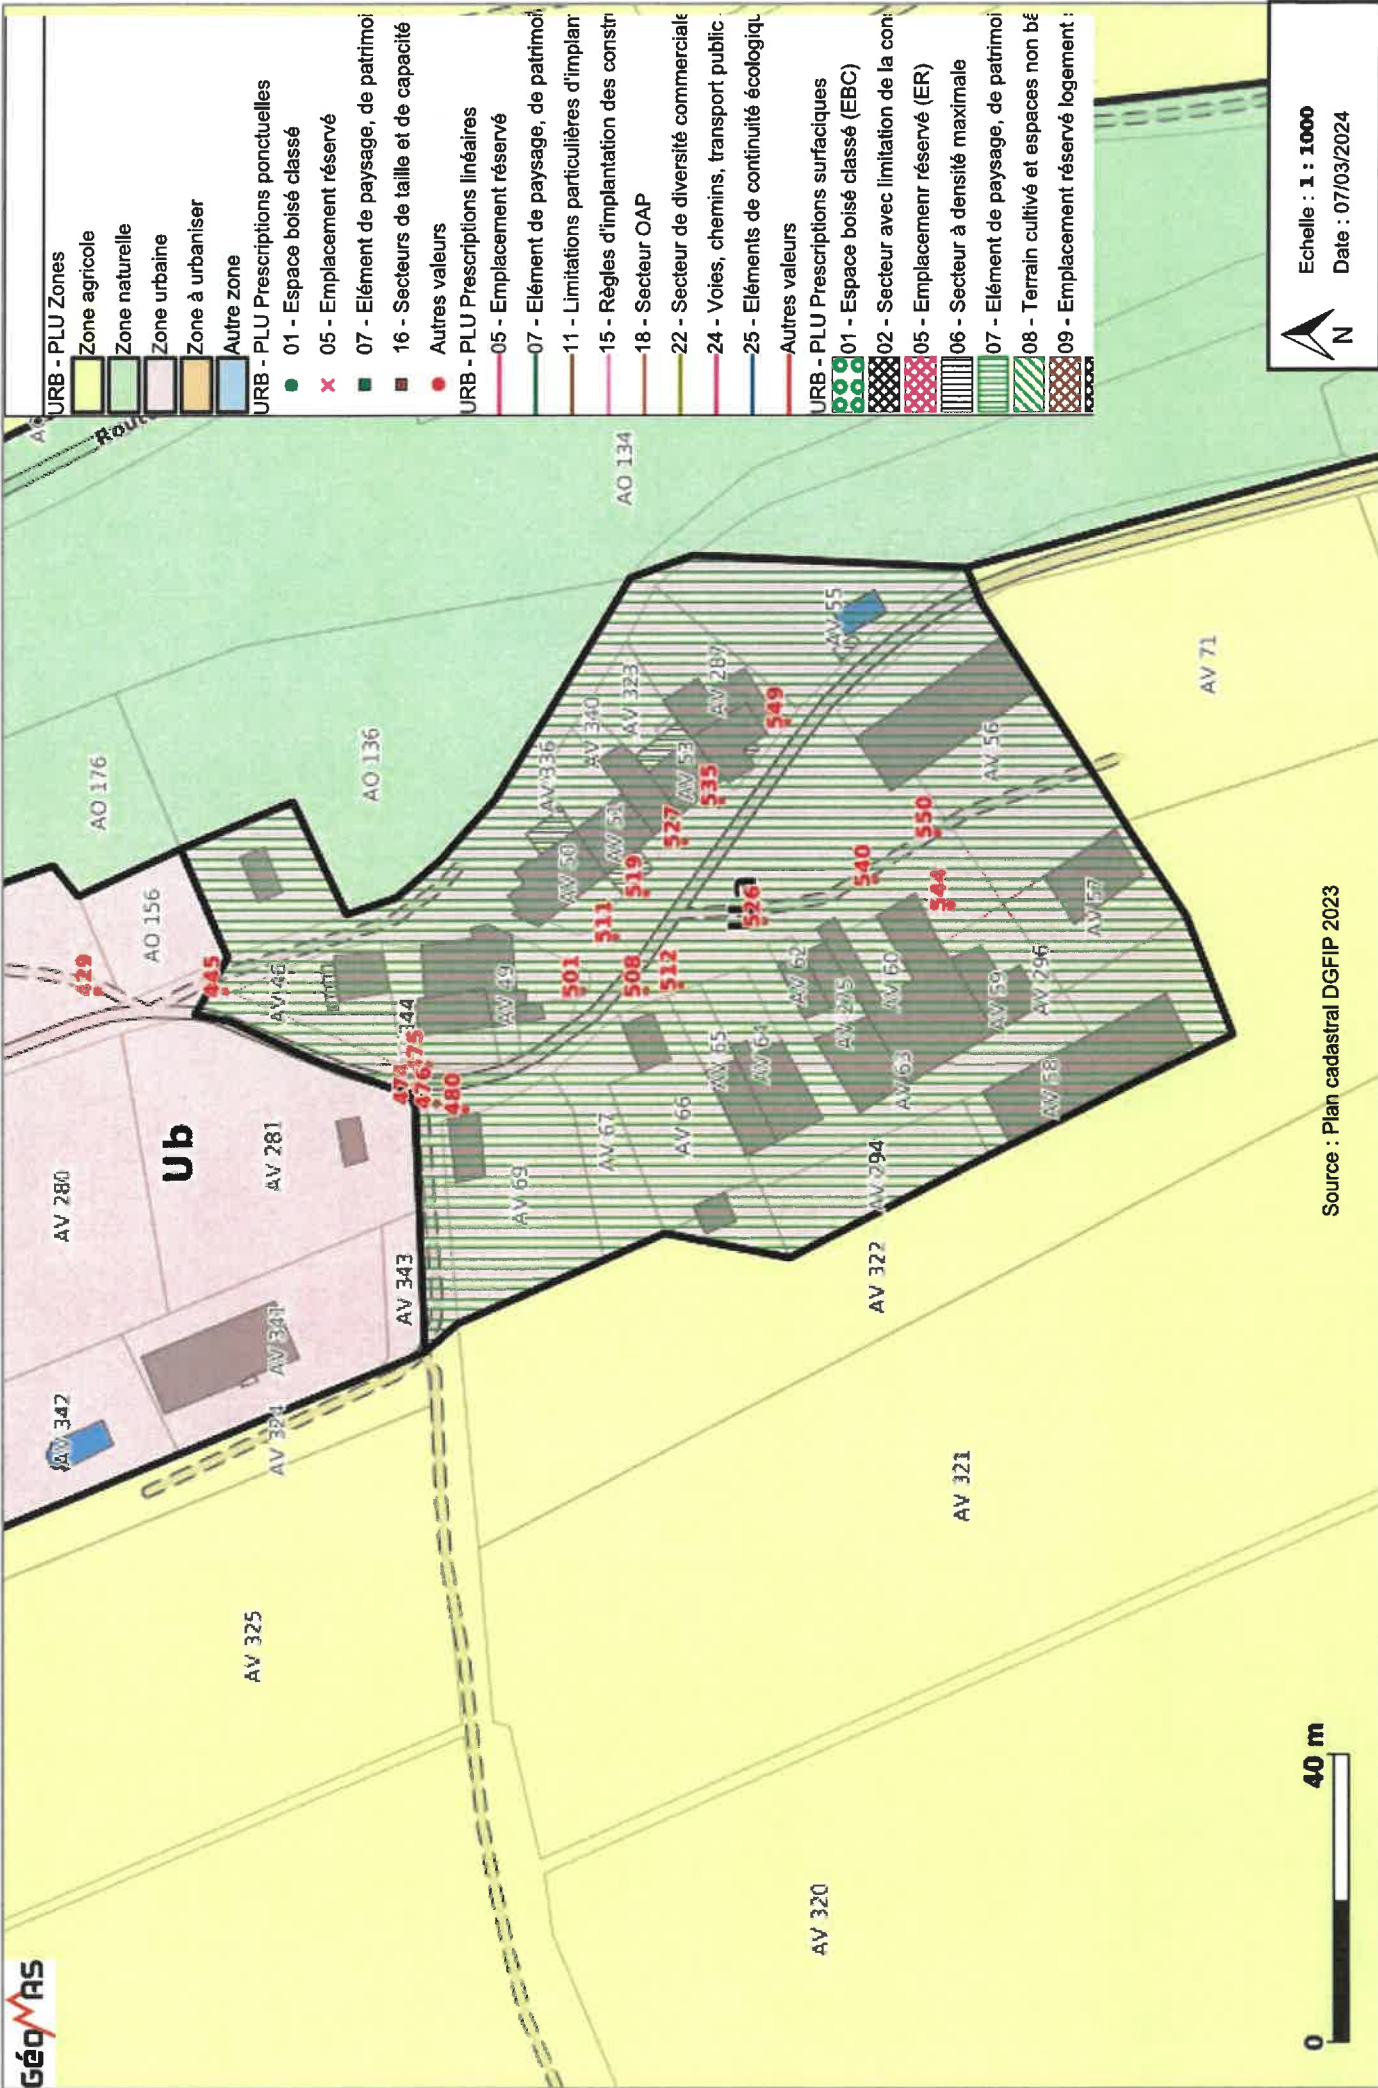 GéoMAS
URB - PLU Zones
Zone agricole
Zone naturelle
Zone urbaine
Zone à urbaniser
Autre zone
URB - PLU Prescriptions ponctuelles
01 - Espace boisé classé
05 - Emplacement réservé
07 - Elément de paysage, de patrimoi
16 - Secteurs de taille et de capacité
Autres valeurs
URB - PLU Prescriptions linéaires
05 - Emplacement réservé
07 - Elément de paysage, de patrimoi
11 - Limitations particulières d'implan
15 - Règles d'implantation des constr
18 - Secteur OAP
22 - Secteur de diversité commerciale
24 - Voies, chemins, transport public
25 - Eléments de continuité écologiqu
Autres valeurs
URB - PLU Prescriptions surfaciques
01 - Espace boisé classé (EBC)
02 - Secteur avec limitation de la con
05 - Emplacemenr réservé (ER)
06 - Secteur à densité maximale
07 - Elément de paysage, de patrimoi
08 - Terrain cultivé et espaces non bâ
09 - Emplacement réservé logement
Route
AV 342
AV 280
429
AO 176
AO 156
Ub
445
AV 325
AV 324
AV 341
AV 281
AV 46
AO 136
AV 343
474
344
475
476
480
AV 69
AV 49
AV 50
AV 336
501
511
AV 67
AV 51
AV 340
508
519
AV 323
AO 134
AV 66
512
527
AV 65
AV 53
535
AV 287
AV 64
Ua
526
549
AV 62
AV 320
AV 275
540
AV 55
AV 322
AV 294
AV 63
AV 60
550
544
AV 321
AV 59
AV 56
AV 58
AV 296
AV 57
AV 71
0
40 m
Source : Plan cadastral DGFIP 2023
N
Echelle : 1 : 1000
Date : 07/03/2024